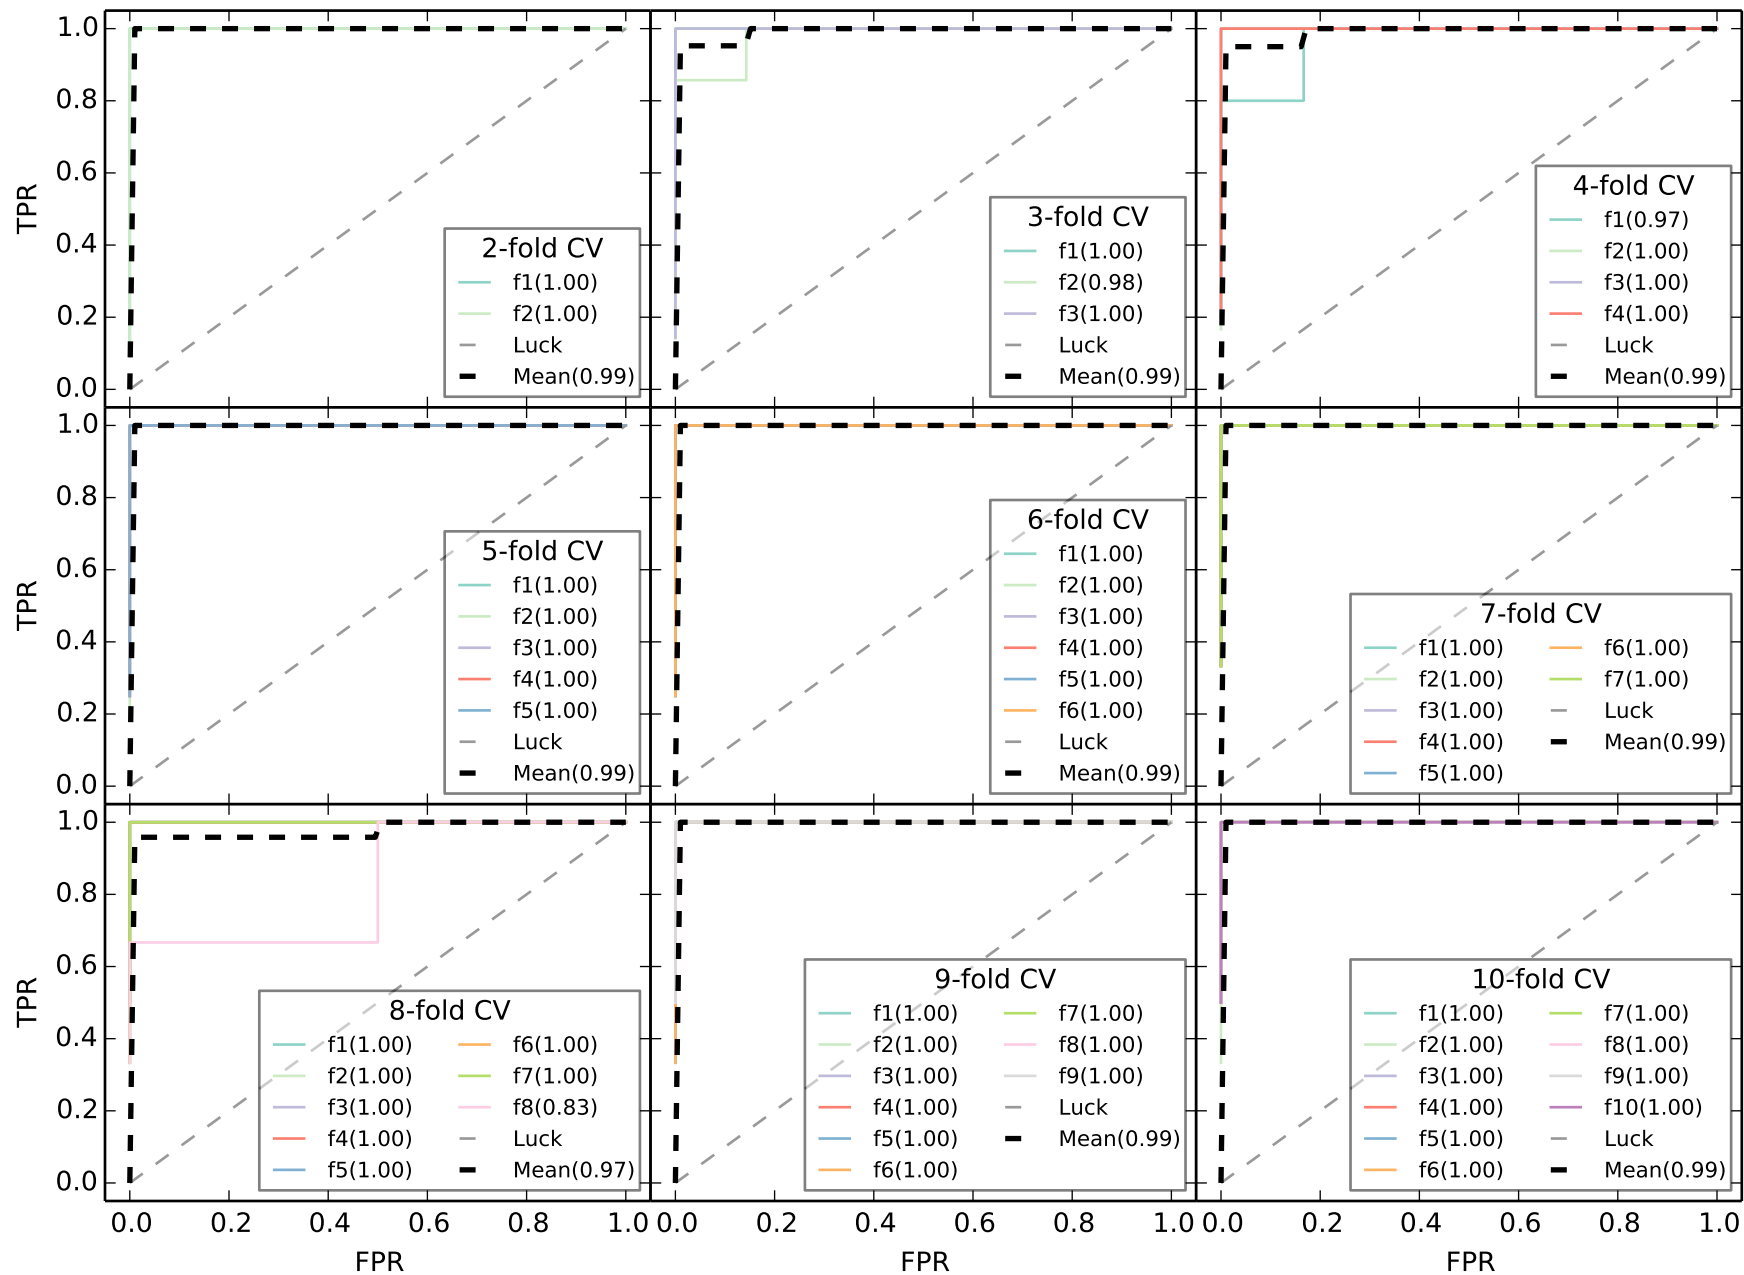 1.0
0.8
0.6
0.4
0.2
0.0
TPR
2-fold CV
f1(1.00)
f2(1.00)
Luck
Mean(0.99)
3-fold CV
f1(1.00)
f2(0.98)
f3(1.00)
Luck
Mean(0.99)
4-fold CV
f1(0.97)
f2(1.00)
f3(1.00)
f4(1.00)
Luck
Mean(0.99)
1.0
0.8
0.6
0.4
0.2
0.0
TPR
5-fold CV
f1(1.00)
f2(1.00)
f3(1.00)
f4(1.00)
f5(1.00)
Luck
Mean(0.99)
6-fold CV
f1(1.00)
f2(1.00)
f3(1.00)
f4(1.00)
f5(1.00)
f6(1.00)
Luck
Mean(0.99)
7-fold CV
f1(1.00)
f2(1.00)
f3(1.00)
f4(1.00)
f5(1.00)
f6(1.00)
f7(1.00)
Luck
Mean(0.99)
1.0
0.8
0.6
0.4
0.2
0.0
TPR
8-fold CV
f1(1.00)
f2(1.00)
f3(1.00)
f4(1.00)
f5(1.00)
f6(1.00)
f7(1.00)
f8(0.83)
Luck
Mean(0.97)
9-fold CV
f1(1.00)
f2(1.00)
f3(1.00)
f4(1.00)
f5(1.00)
f6(1.00)
f7(1.00)
f8(1.00)
f9(1.00)
Luck
Mean(0.99)
10-fold CV
f1(1.00)
f2(1.00)
f3(1.00)
f4(1.00)
f5(1.00)
f6(1.00)
f7(1.00)
f8(1.00)
f9(1.00)
f10(1.00)
Luck
Mean(0.99)
0.0 0.2 0.4 0.6 0.8 1.0
0.0 0.2 0.4 0.6 0.8 1.0
0.0 0.2 0.4 0.6 0.8 1.0
FPR
FPR
FPR